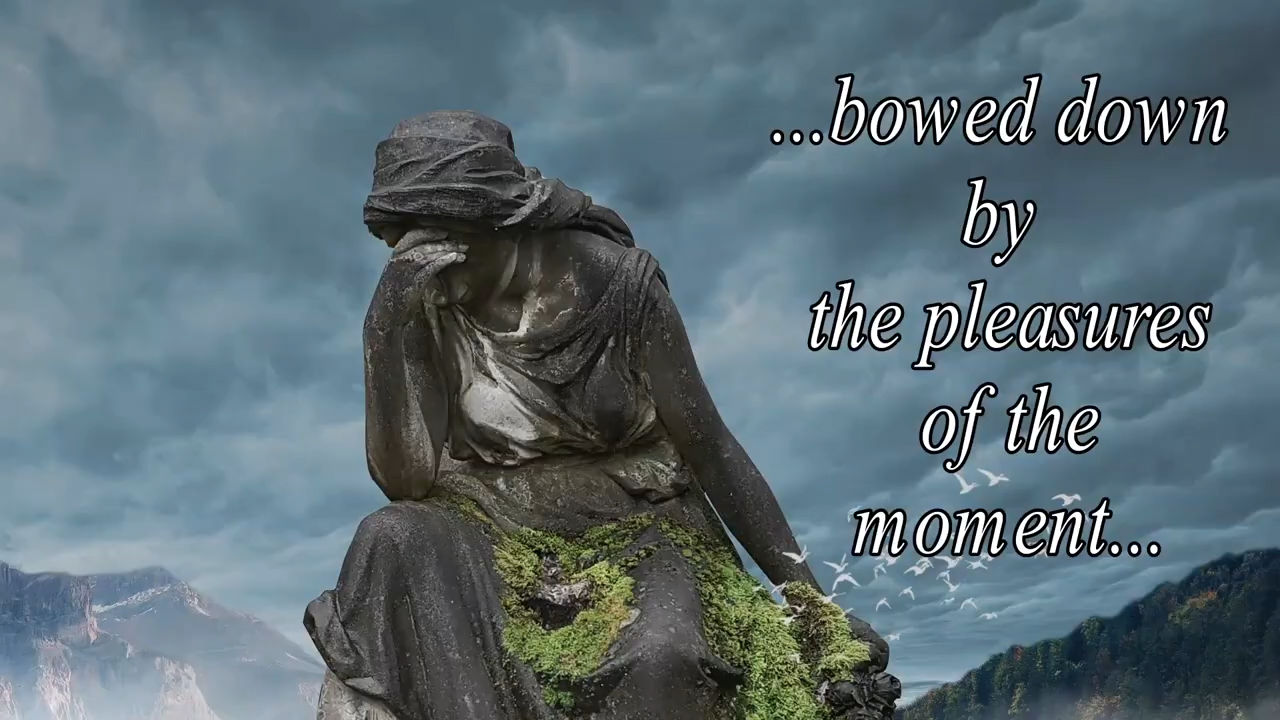 ...bowed down
by
the pleasures
of the
moment...